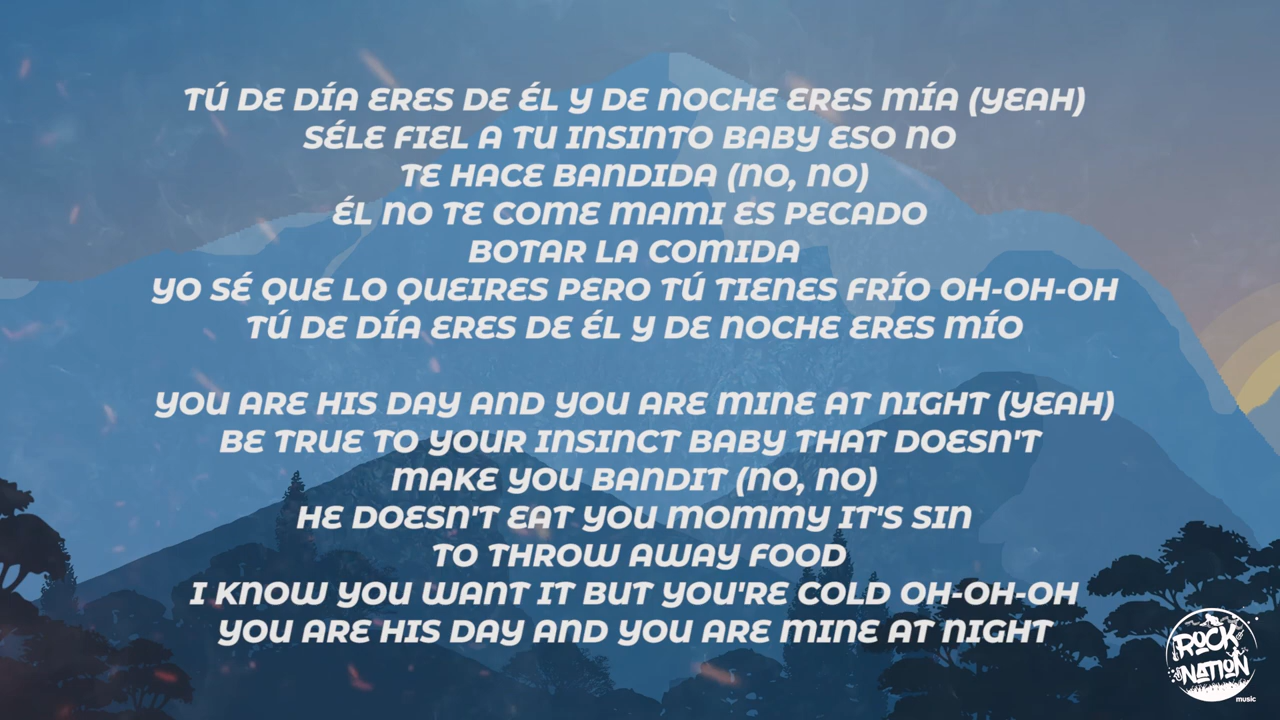 TÚ DE DÍA ERES DE ÉL Y DE NOCHE ERES MÍA (YEAH)
SÉLE FIEL A TU INSINTO BABY ESO NO
TE HACE BANDIDA (NO, NO)
ÉL NO TE COME MAMI ES PECADO
BOTAR LA COMIDA
YO SÉ QUE LO QUEIRES PERO TÚ TIENES FRÍO OH-OH-OH
TÚ DE DÍA ERES DE ÉL Y DE NOCHE ERES MÍO
YOU ARE HIS DAY AND YOU ARE MINE AT NIGHT (YEAH)
BE TRUE TO YOUR INSINCT BABY THAT DOESN'T
MAKE YOU BANDIT (NO, NO)
HE DOESN'T EAT YOU MOMMY IT'S SIN
TO THROW AWAY FOOD
I KNOW YOU WANT IT BUT YOU'RE COLD OH-OH-OH
YOU ARE HIS DAY AND YOU ARE MINE AT NIGHT
ROCK
NATION
music